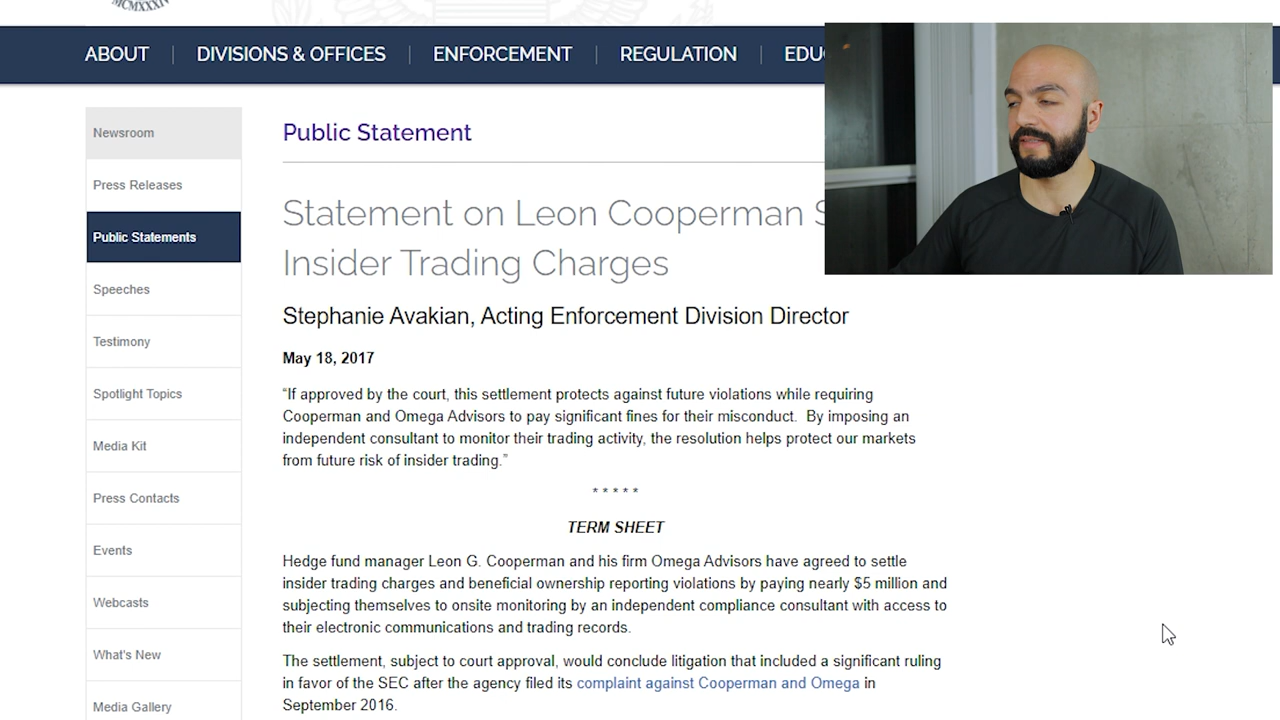 MCMXXXIV
ABOUT
DIVISIONS & OFFICES
ENFORCEMENT
REGULATION
Newsroom
Press Releases
Public Statements
Speeches
Testimony
Spotlight Topics
Media Kit
Press Contacts
Events
Webcasts
What's New
Media Gallery
Public Statement
Statement on Leon Cooperman
Insider Trading Charges
Stephanie Avakian, Acting Enforcement Division Director
May 18, 2017
“If approved by the court, this settlement protects against future violations while requiring
Cooperman and Omega Advisors to pay significant fines for their misconduct.  By imposing an
independent consultant to monitor their trading activity, the resolution helps protect our markets
from future risk of insider trading.”
* * * * *
TERM SHEET
Hedge fund manager Leon G. Cooperman and his firm Omega Advisors have agreed to settle
insider trading charges and beneficial ownership reporting violations by paying nearly $5 million and
subjecting themselves to onsite monitoring by an independent compliance consultant with access to
their electronic communications and trading records.
The settlement, subject to court approval, would conclude litigation that included a significant ruling
in favor of the SEC after the agency filed its complaint against Cooperman and Omega in
September 2016.